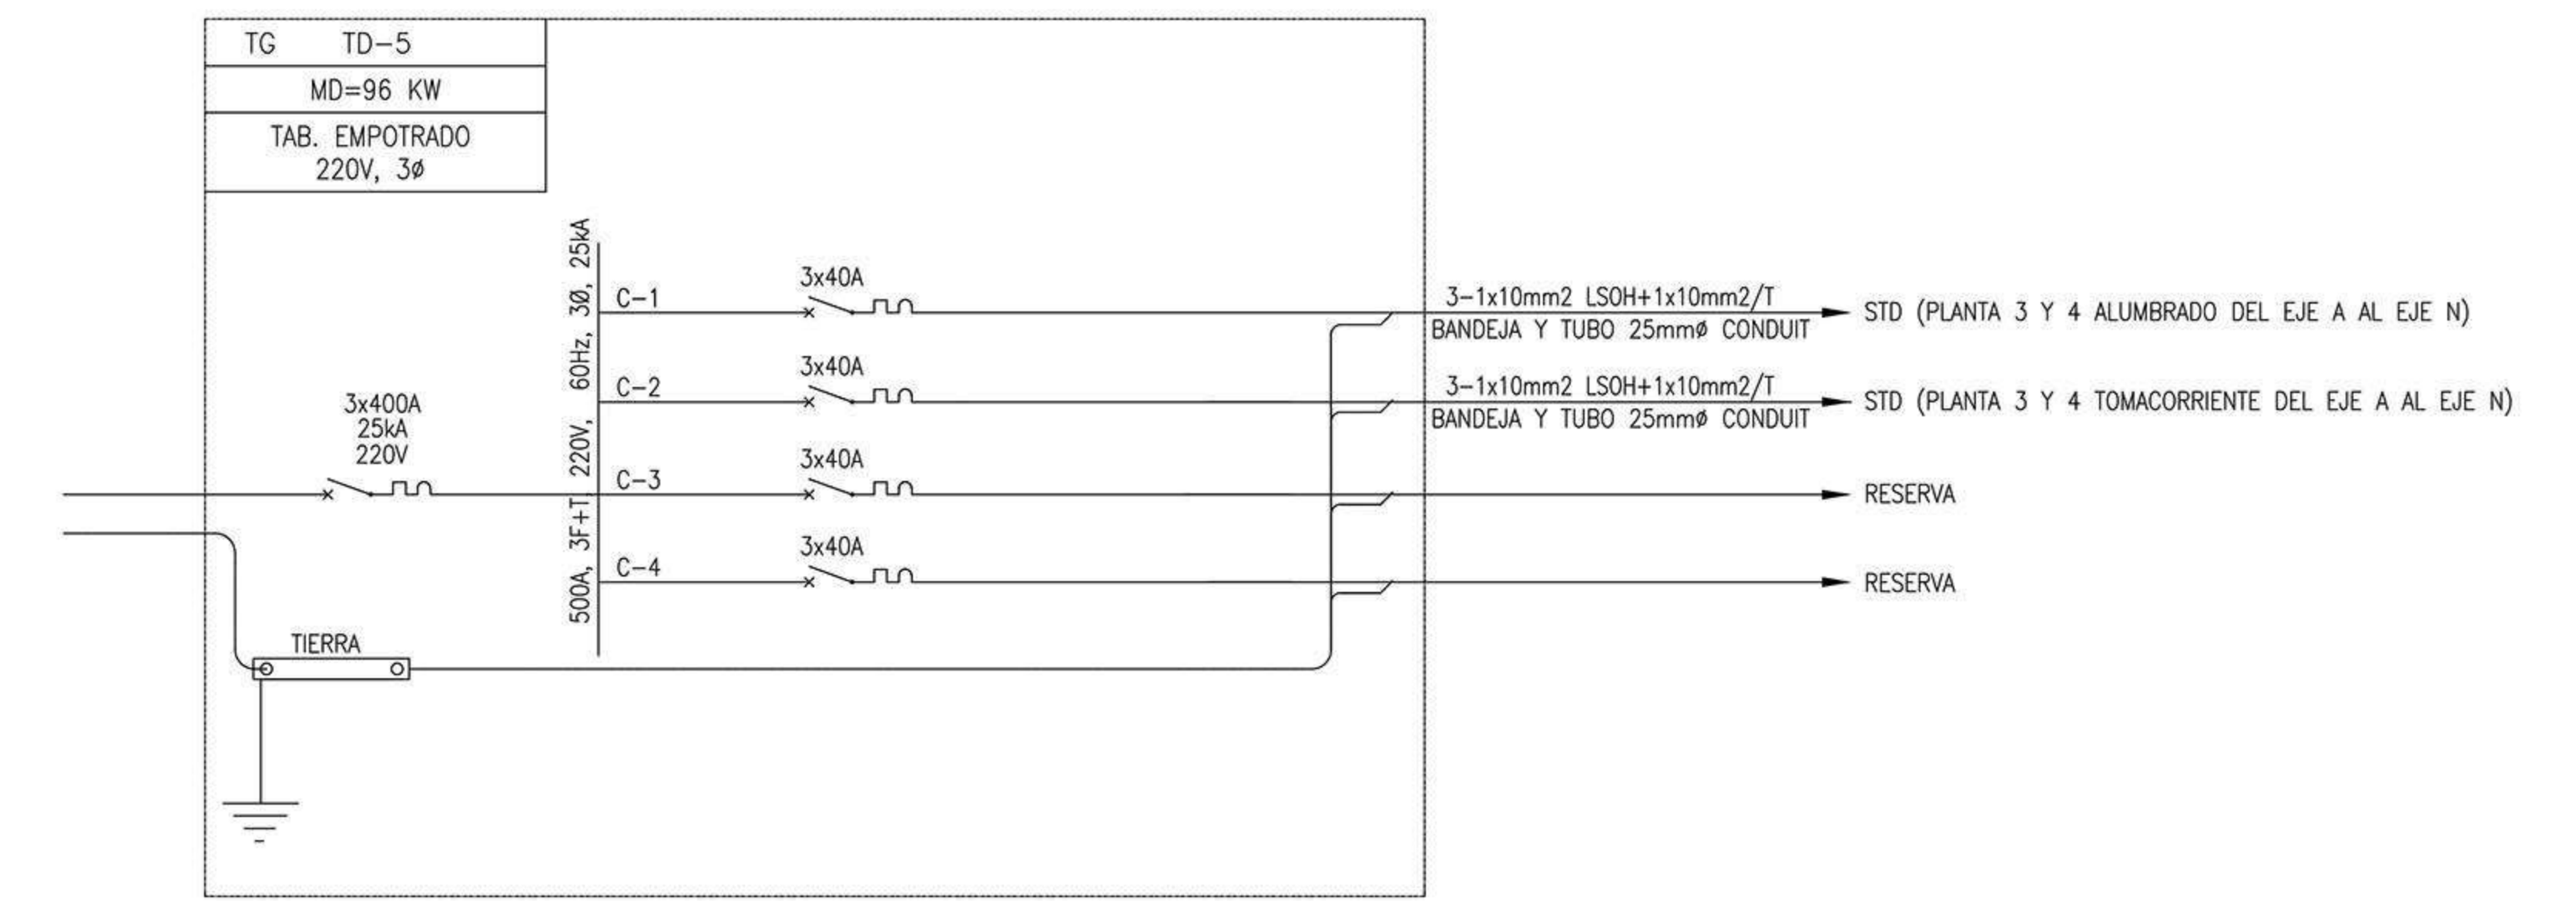 TG TD-5
MD=96 KW
TAB. EMPOTRADO
220V, 3ø
500A, 3F+T, 220V, 60Hz, 3Ø, 25kA
3x400A
25kA
220V
TIERRA
C-1
3x40A
3-1x10mm2 LSOH+1x10mm2/T
BANDEJA Y TUBO 25mmø CONDUIT
STD (PLANTA 3 Y 4 ALUMBRADO DEL EJE A AL EJE N)
C-2
3x40A
3-1x10mm2 LSOH+1x10mm2/T
BANDEJA Y TUBO 25mmø CONDUIT
STD (PLANTA 3 Y 4 TOMACORRIENTE DEL EJE A AL EJE N)
C-3
3x40A
RESERVA
C-4
3x40A
RESERVA